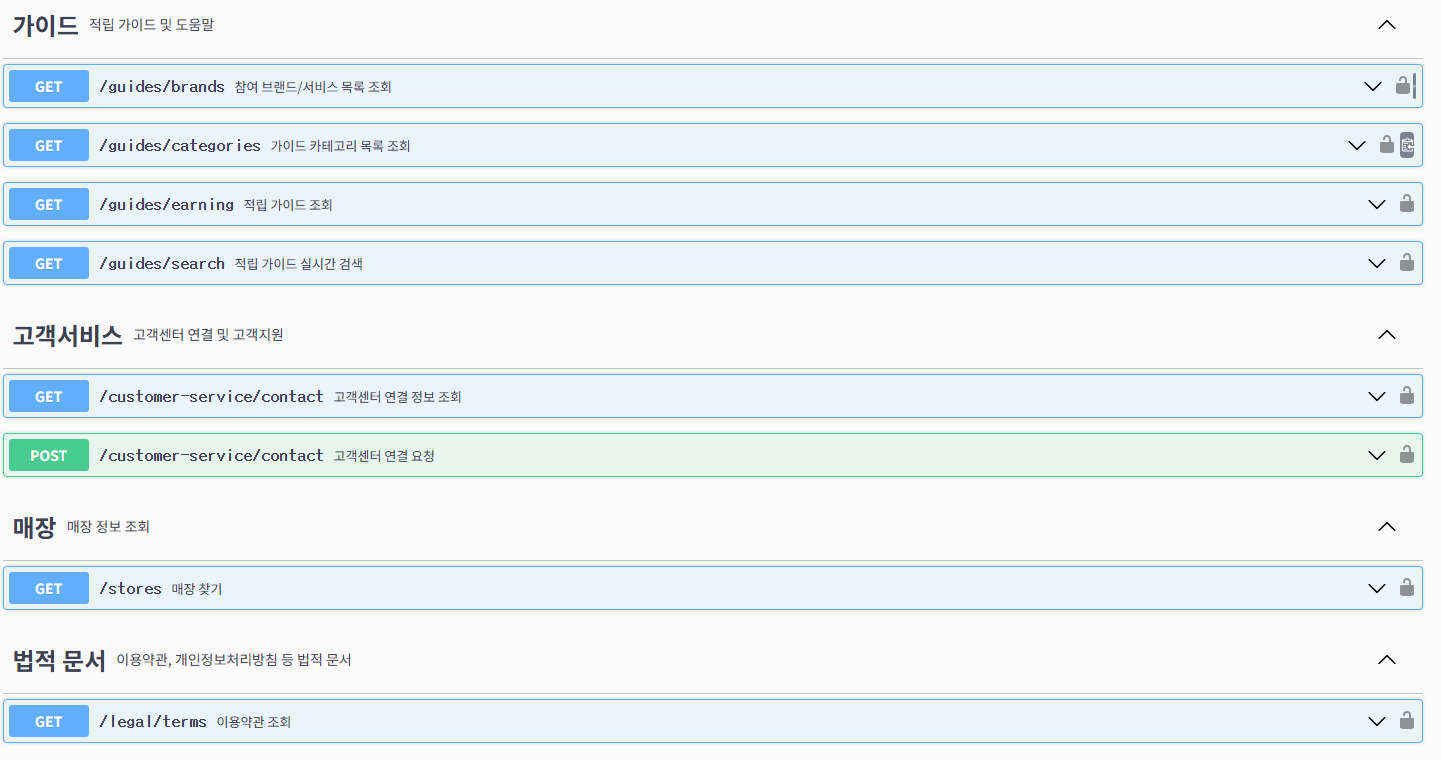 가이드 적립 가이드 및 도움말
GET /guides/brands 참여 브랜드/서비스 목록 조회
GET /guides/categories 가이드 카테고리 목록 조회
GET /guides/earning 적립 가이드 조회
GET /guides/search 적립 가이드 실시간 검색
고객서비스 고객센터 연결 및 고객지원
GET /customer-service/contact 고객센터 연결 정보 조회
POST /customer-service/contact 고객센터 연결 요청
매장 매장 정보 조회
GET /stores 매장 찾기
법적 문서 이용약관, 개인정보처리방침 등 법적 문서
GET /legal/terms 이용약관 조회